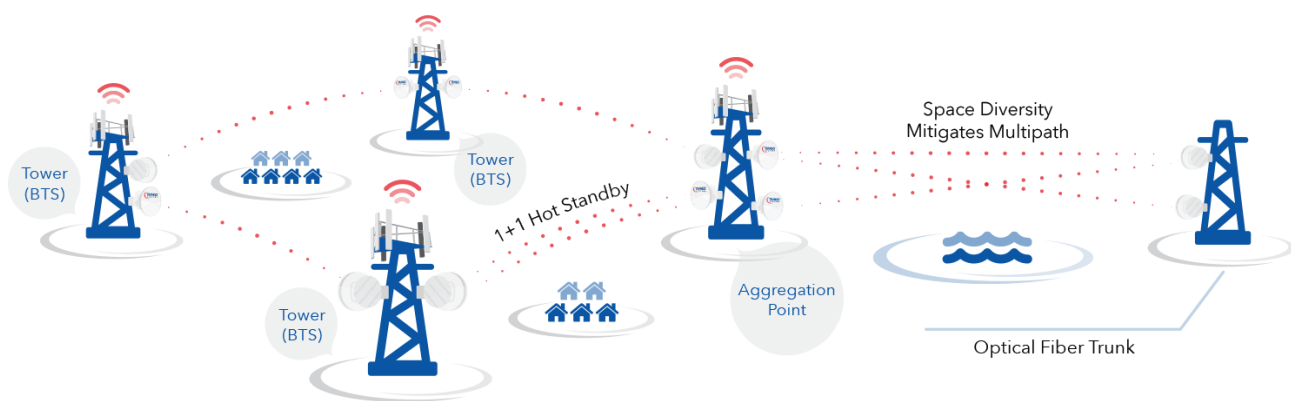 Tower
(BTS)
Tower
(BTS)
Tower
(BTS)
1+1 Hot Standby
Aggregation
Point
Space Diversity
Mitigates Multipath
Optical Fiber Trunk